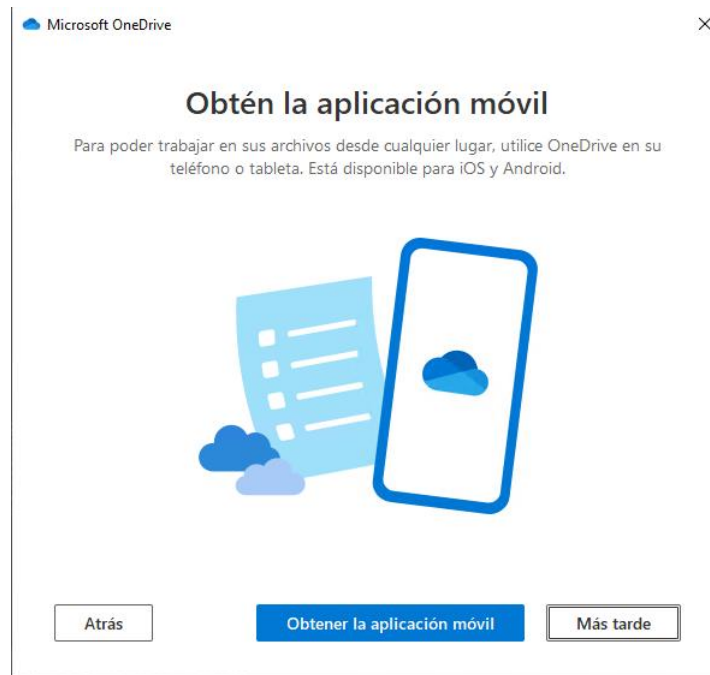 Microsoft OneDrive
Obtén la aplicación móvil
Para poder trabajar en sus archivos desde cualquier lugar, utilice OneDrive en su
teléfono o tableta. Está disponible para iOS y Android.
Atrás
Obtener la aplicación móvil
Más tarde